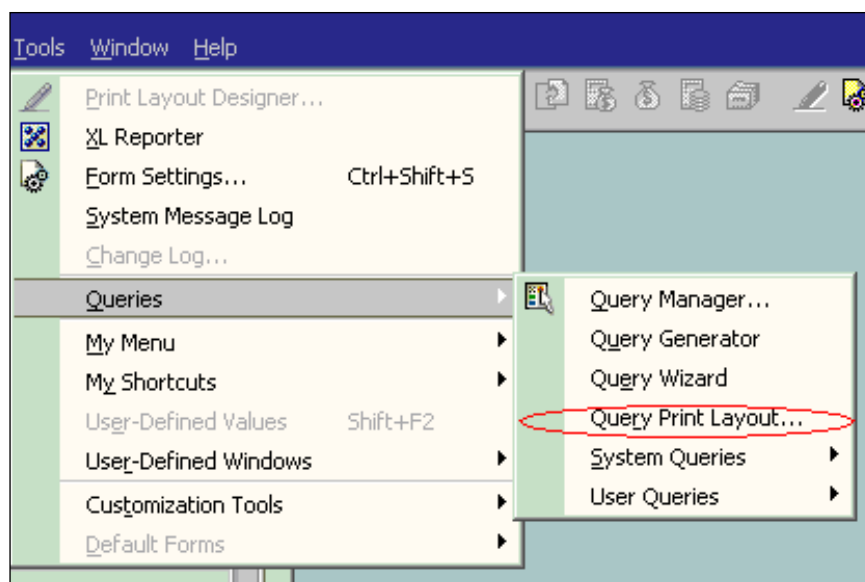 Tools Window Help
Print Layout Designer...
XL Reporter
Form Settings... Ctrl+Shift+S
System Message Log
Change Log...
Queries
My Menu
My Shortcuts
User-Defined Values Shift+F2
User-Defined Windows
Customization Tools
Default Forms
Query Manager...
Query Generator
Query Wizard
Query Print Layout...
System Queries
User Queries